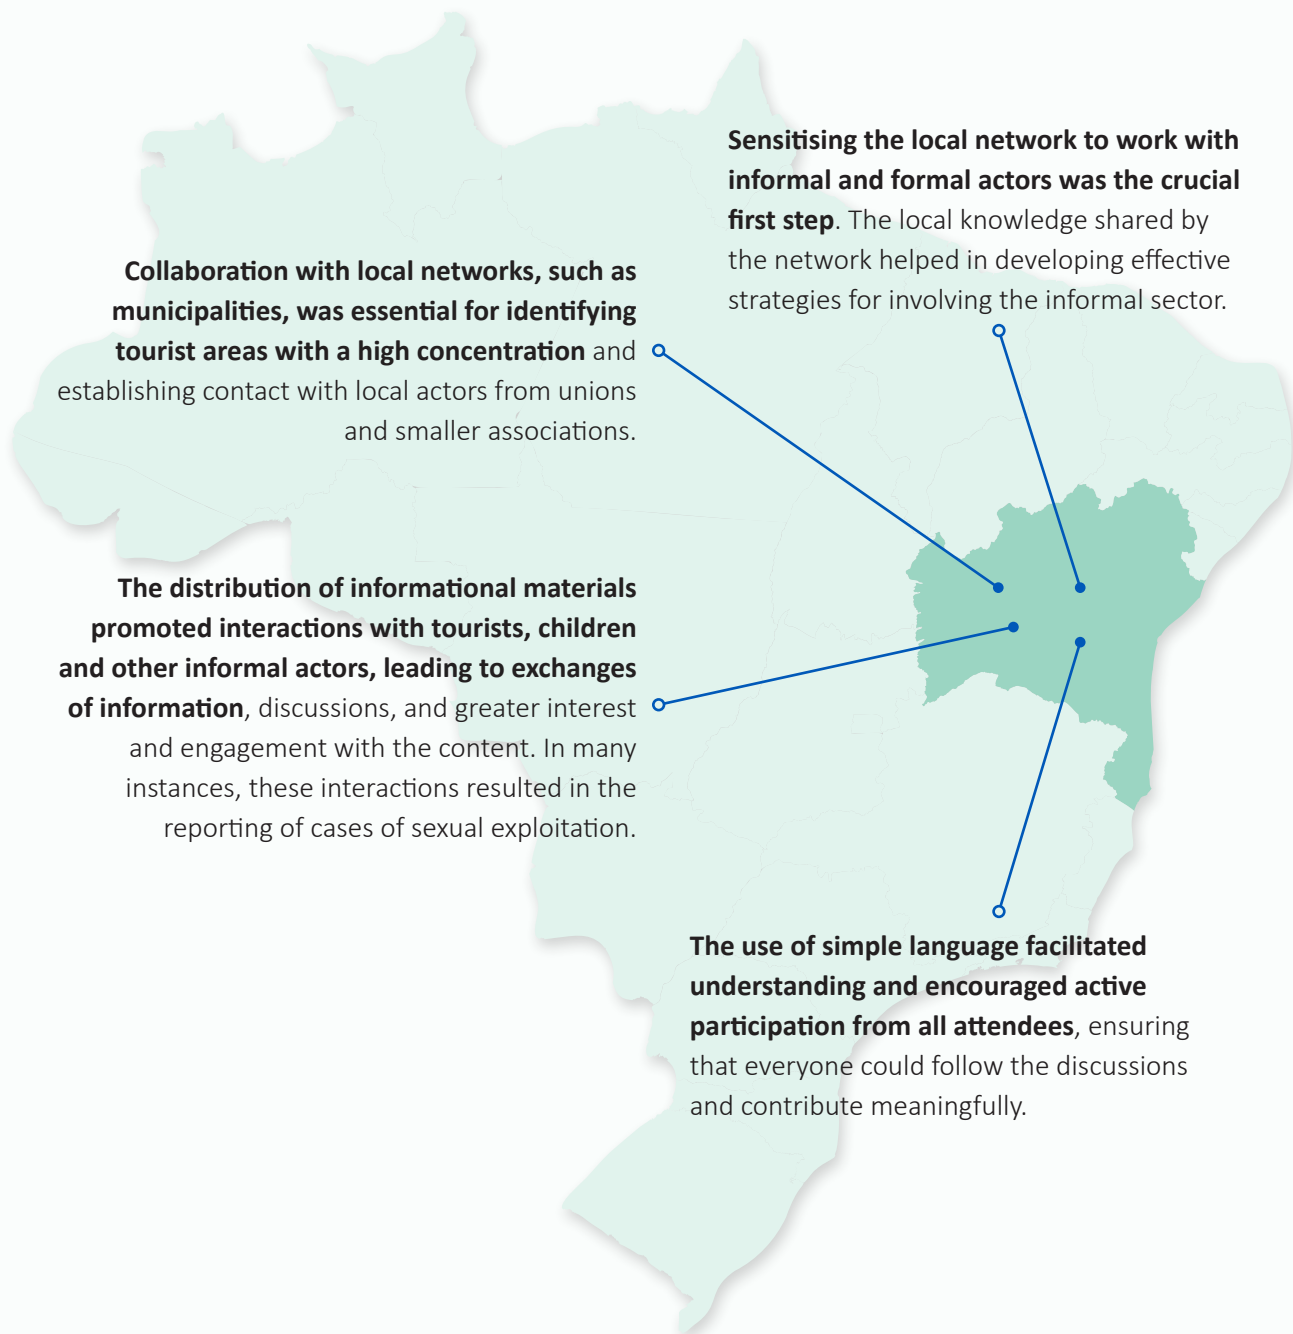 Sensitising the local network to work with
informal and formal actors was the crucial
first step. The local knowledge shared by
the network helped in developing effective
strategies for involving the informal sector.
Collaboration with local networks, such as
municipalities, was essential for identifying
tourist areas with a high concentration and
establishing contact with local actors from unions
and smaller associations.
The distribution of informational materials
promoted interactions with tourists, children
and other informal actors, leading to exchanges
of information, discussions, and greater interest
and engagement with the content. In many
instances, these interactions resulted in the
reporting of cases of sexual exploitation.
The use of simple language facilitated
understanding and encouraged active
participation from all attendees, ensuring
that everyone could follow the discussions
and contribute meaningfully.